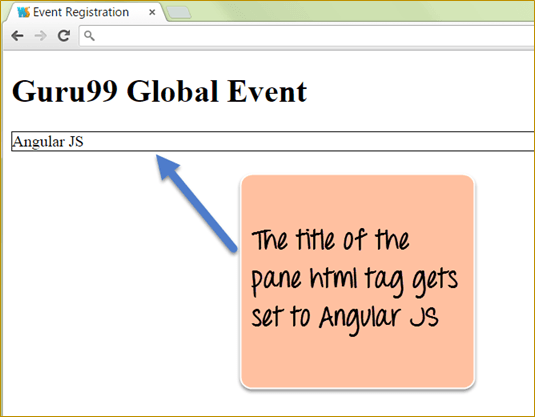 Event Registration
Guru99 Global Event
Angular JS
The title of the
pane html tag gets
set to Angular JS